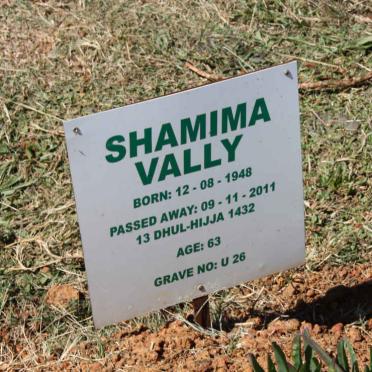 SHAMIMA
VALLY
BORN: 12 - 08 - 1948
PASSED AWAY: 09 - 11 - 2011
13 DHUL-HIJJA 1432
AGE: 63
GRAVE NO: U 26